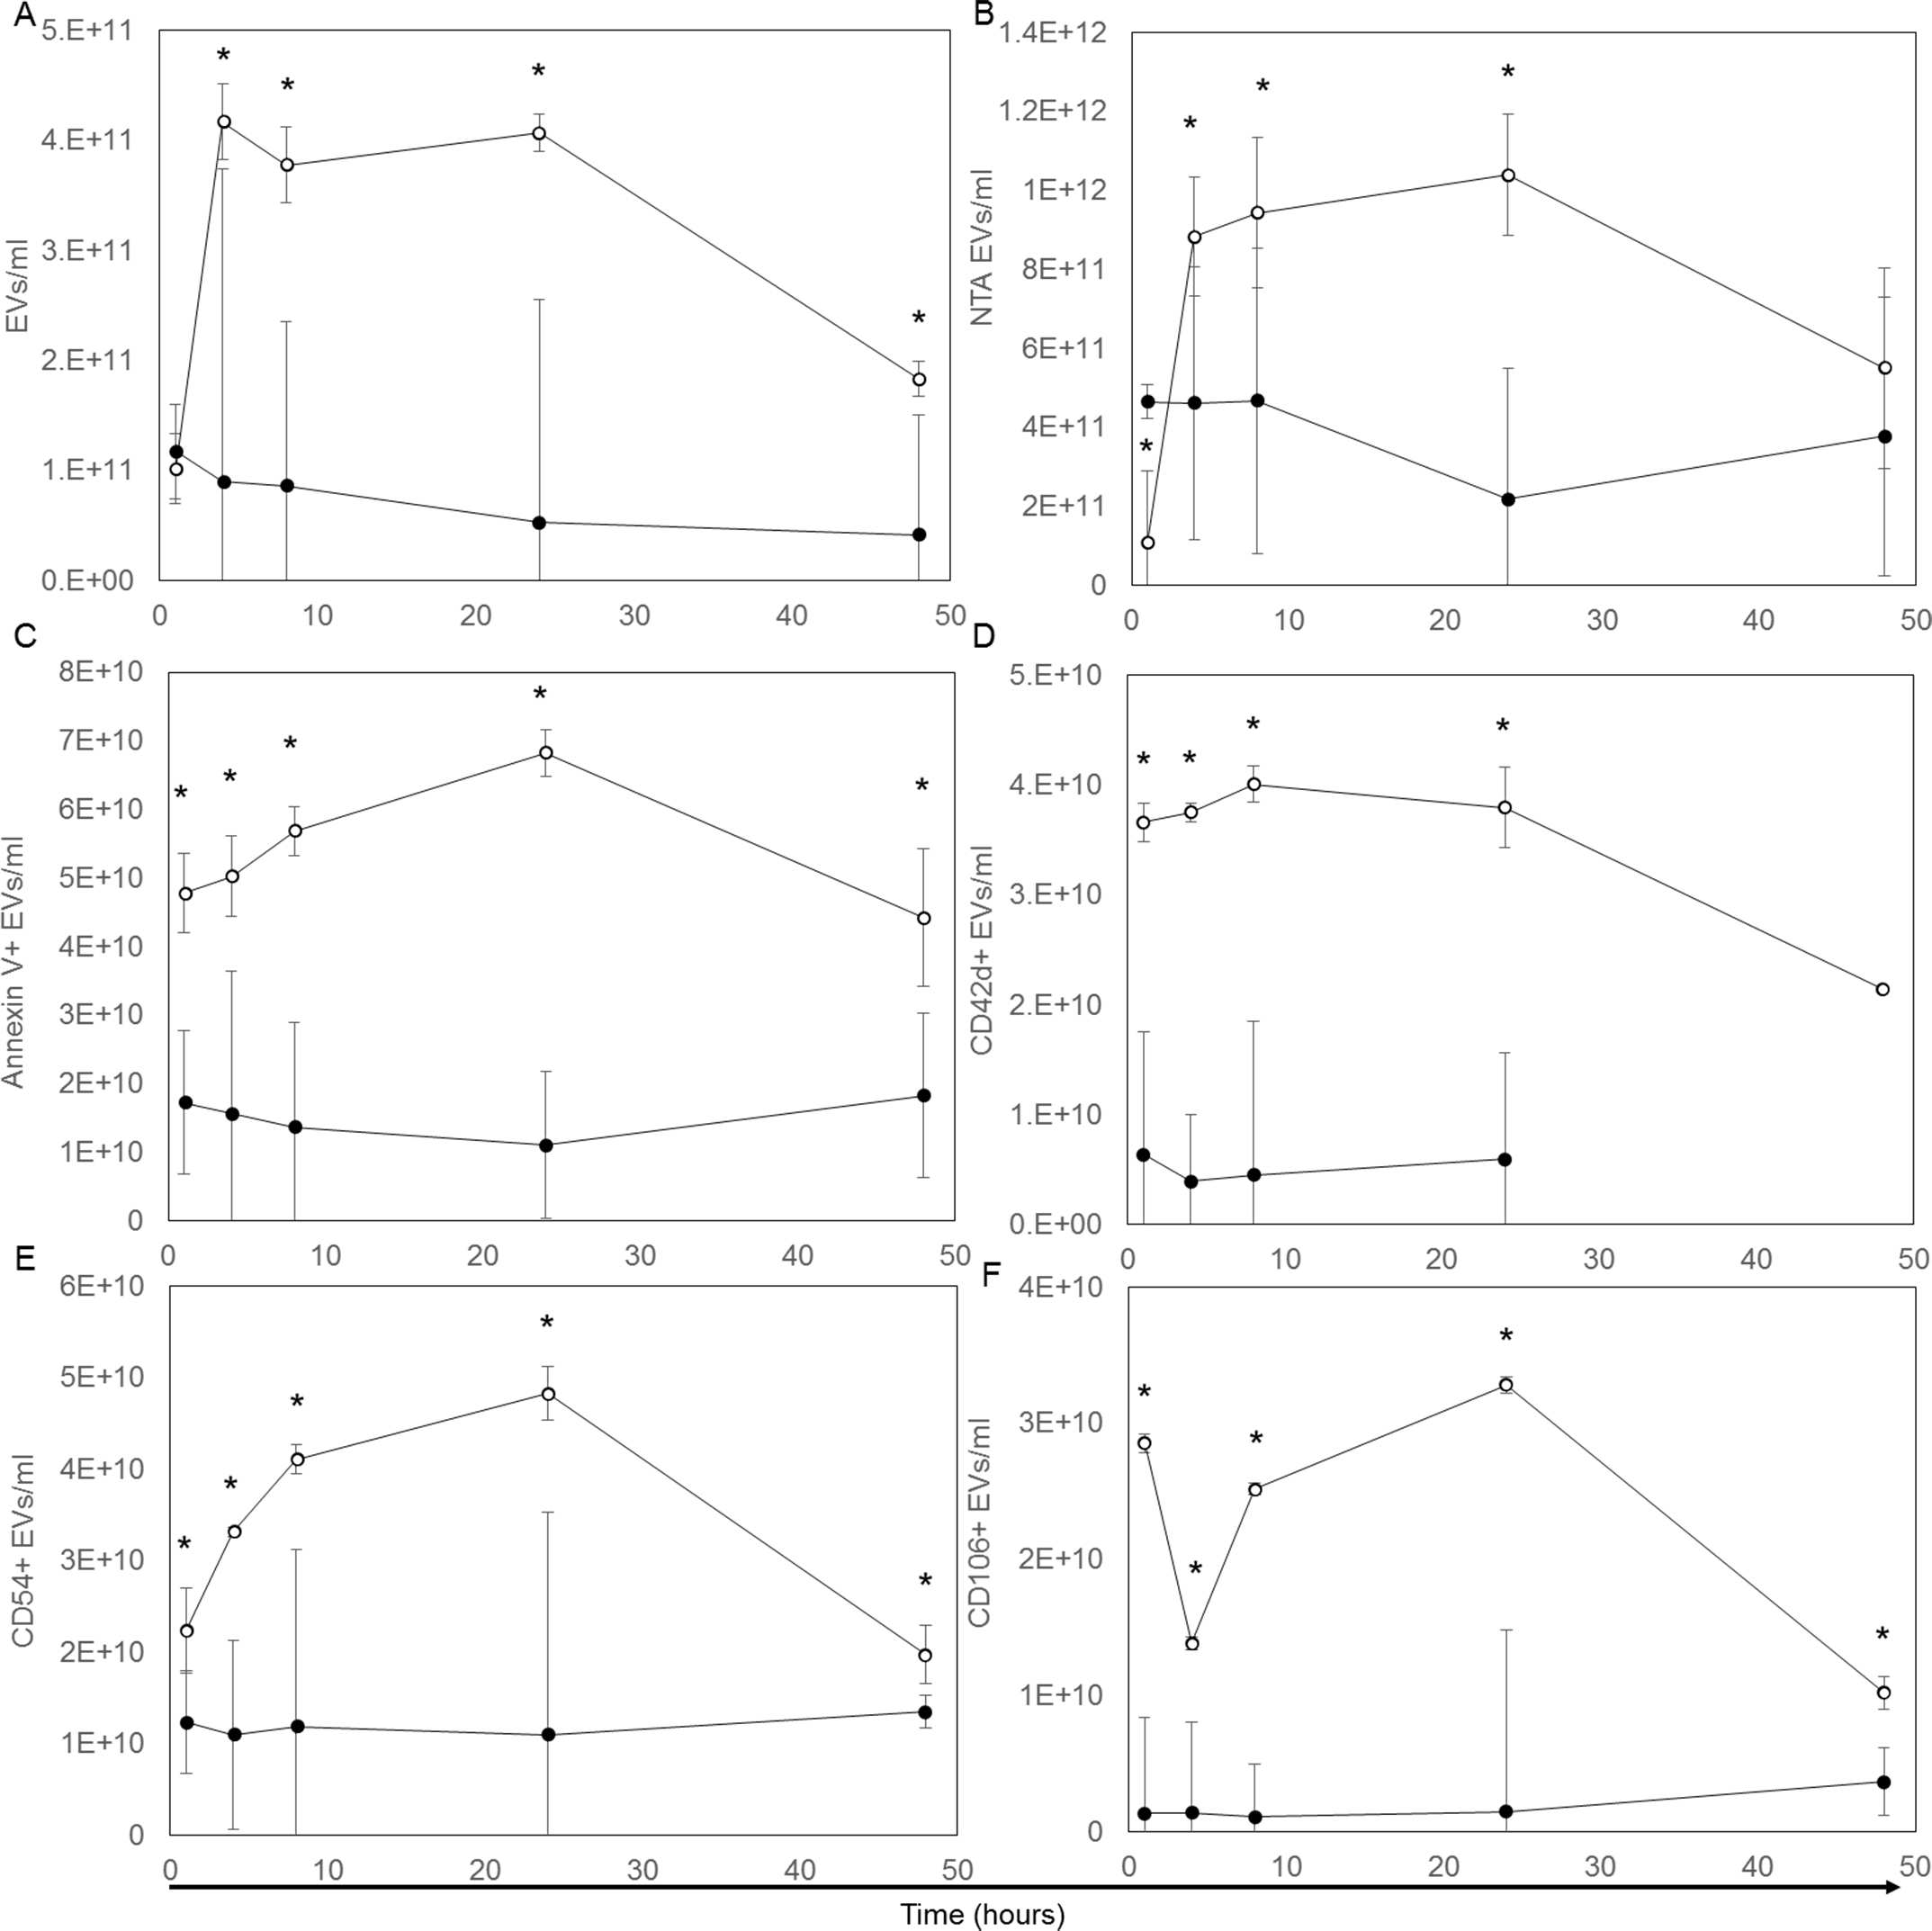 A
5.E+11
4.E+11
3.E+11
2.E+11
1.E+11
0.E+00
EVs/ml
* * * *
0 10 20 30 40 50
B
1.4E+12
1.2E+12
1E+12
8E+11
6E+11
4E+11
2E+11
0
NTA EVs/ml
* * * *
0 10 20 30 40 50
C
8E+10
7E+10
6E+10
5E+10
4E+10
3E+10
2E+10
1E+10
0
Annexin V+ EVs/ml
* * * * *
0 10 20 30 40 50
D
5.E+10
4.E+10
3.E+10
2.E+10
1.E+10
0.E+00
CD42d+ EVs/ml
* * * *
0 10 20 30 40 50
E
6E+10
5E+10
4E+10
3E+10
2E+10
1E+10
0
CD54+ EVs/ml
* * * * *
0 10 20 30 40 50
F
4E+10
3E+10
2E+10
1E+10
0
CD106+ EVs/ml
* * * * *
0 10 20 30 40 50
Time (hours)